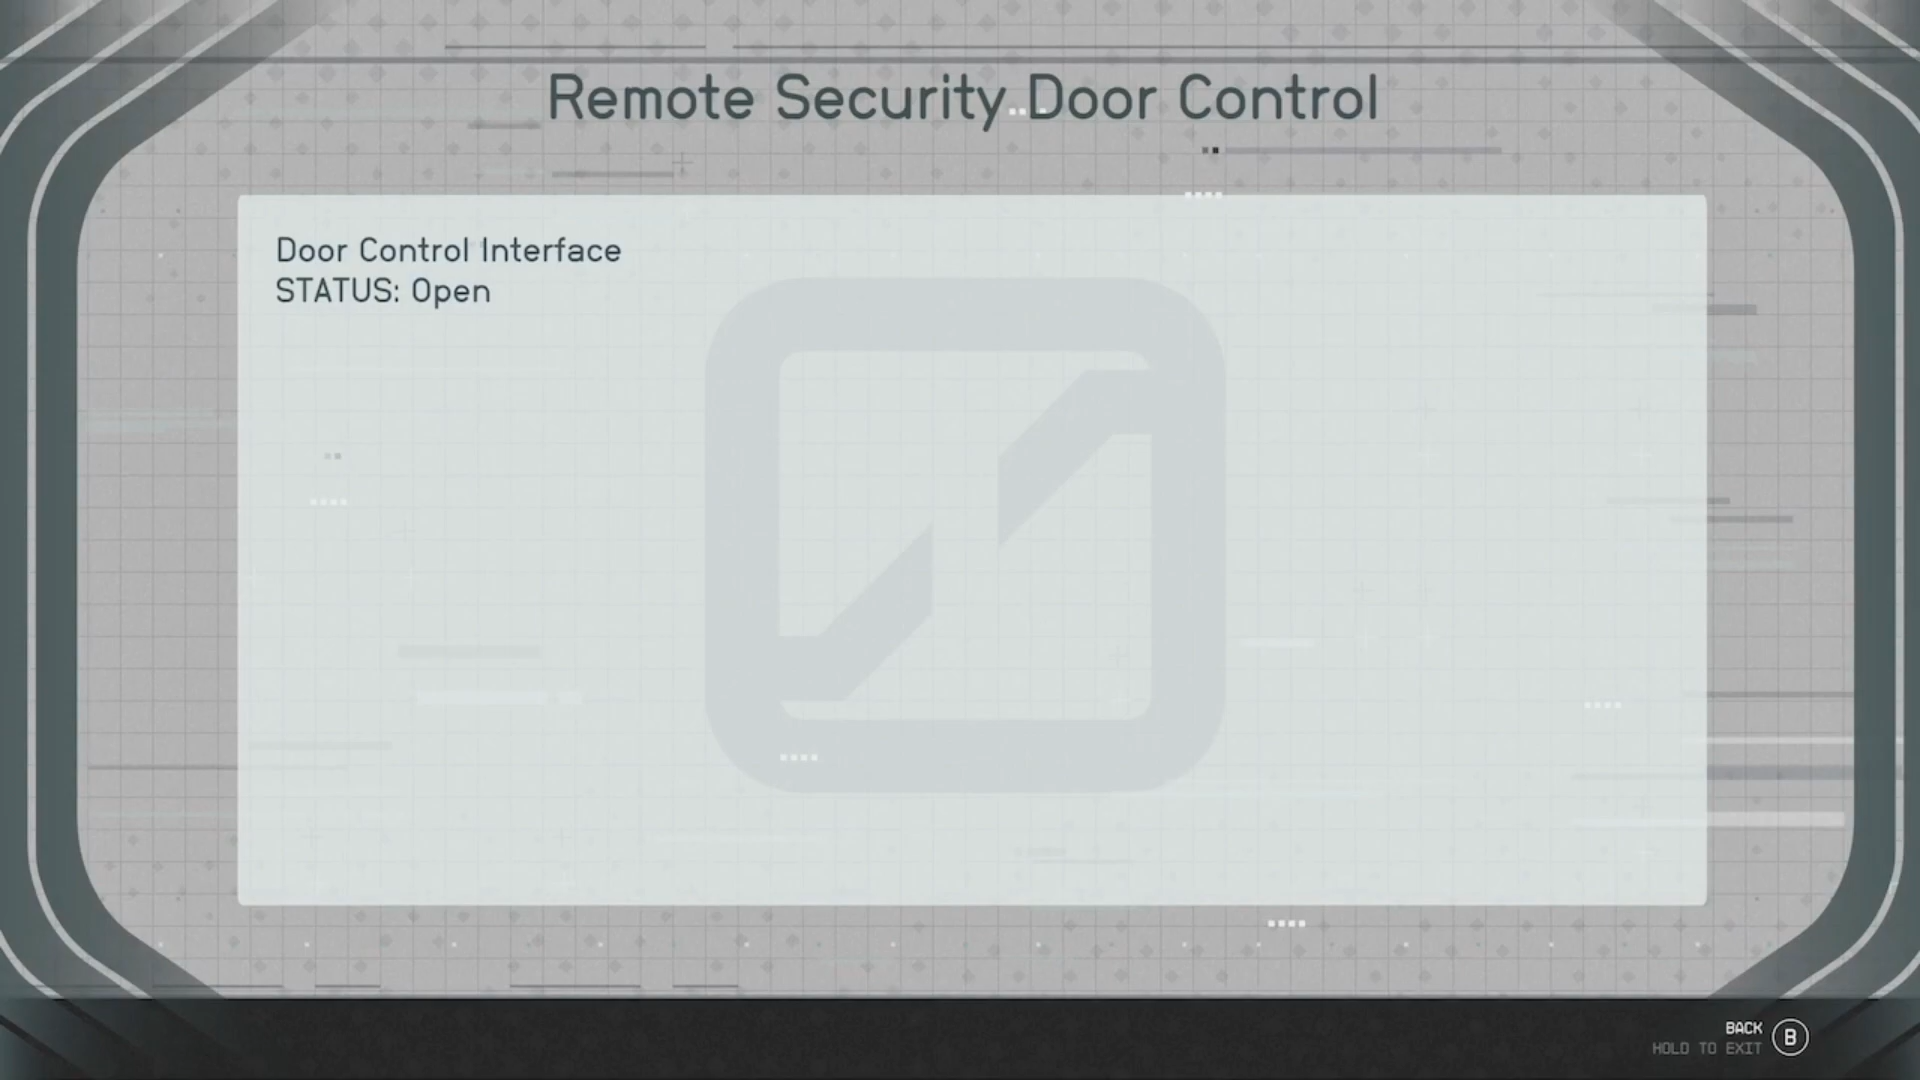 Remote Security Door Control
Door Control Interface
STATUS: Open
BACK
HOLD TO EXIT
B